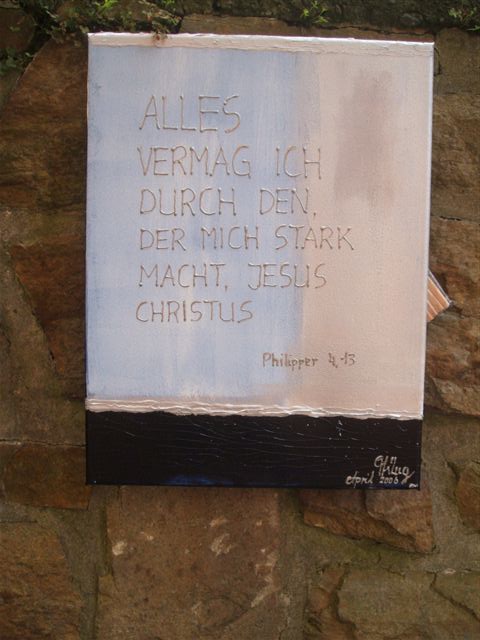 ALLES
VERMAG ICH
DURCH DEN,
DER MICH STARK
MACHT, JESUS
CHRISTUS
Philipper 4,13
April 2006